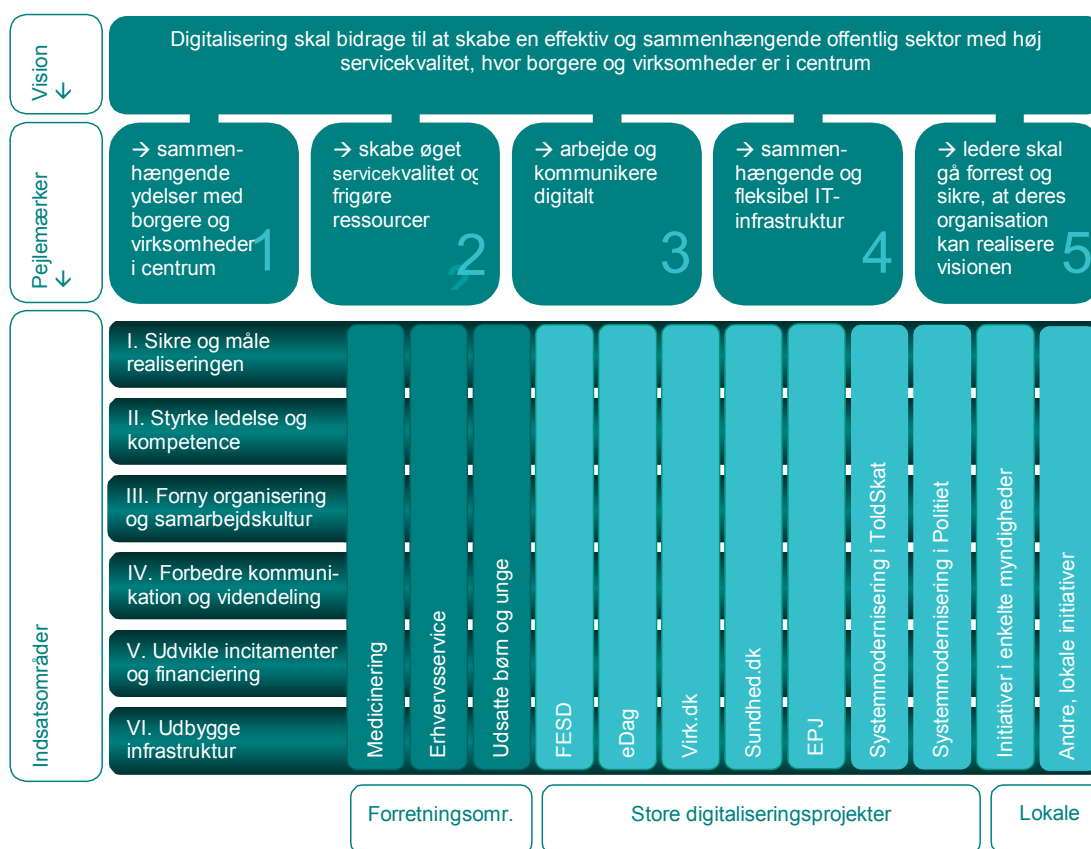 Vision
Digitalisering skal bidrage til at skabe en effektiv og sammenhængende offentlig sektor med høj
servicekvalitet, hvor borgere og virksomheder er i centrum
Pejlemærker
→ sammen-
hængende
ydelser med
borgere og
virksomheder
i centrum
1
→ skabe øget
servicekvalitet og
frigøre
ressourcer
2
→ arbejde og
kommunikere
digitalt
3
→ sammen-
hængende og
fleksibel IT-
infrastruktur
4
→ ledere skal
gå forrest og
sikre, at deres
organisation
kan realisere
visionen
5
Indsatsområder
I. Sikre og måle
realiseringen
II. Styrke ledelse og
kompetence
III. Forny organisering
og samarbejdskultur
IV. Forbedre kommuni-
kation og videndeling
V. Udvikle incitamenter
og financiering
VI. Udbygge
infrastruktur
Medicinering
Erhvervsservice
Udsatte børn og unge
FESD
eDag
Virk.dk
Sundhed.dk
EPJ
Systemmodernisering i ToldSkat
Systemmodernisering i Politiet
Initiativer i enkelte myndigheder
Andre, lokale initiativer
Forretningsomr.
Store digitaliseringsprojekter
Lokale